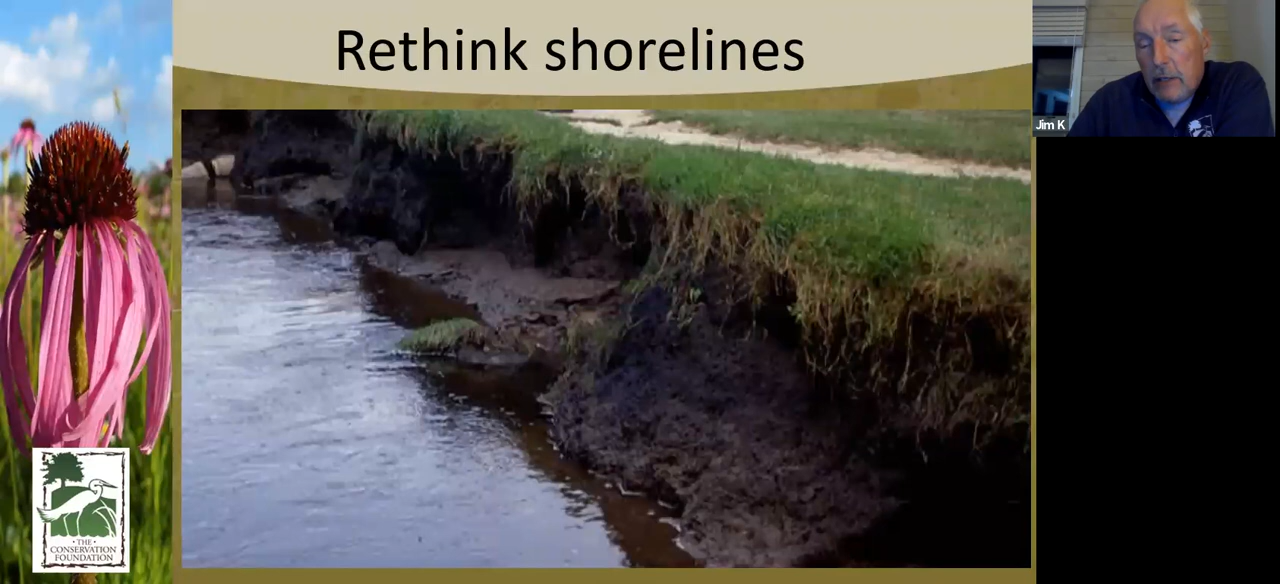 Rethink shorelines
Jim K
• THE •
CONSERVATION
FOUNDATION